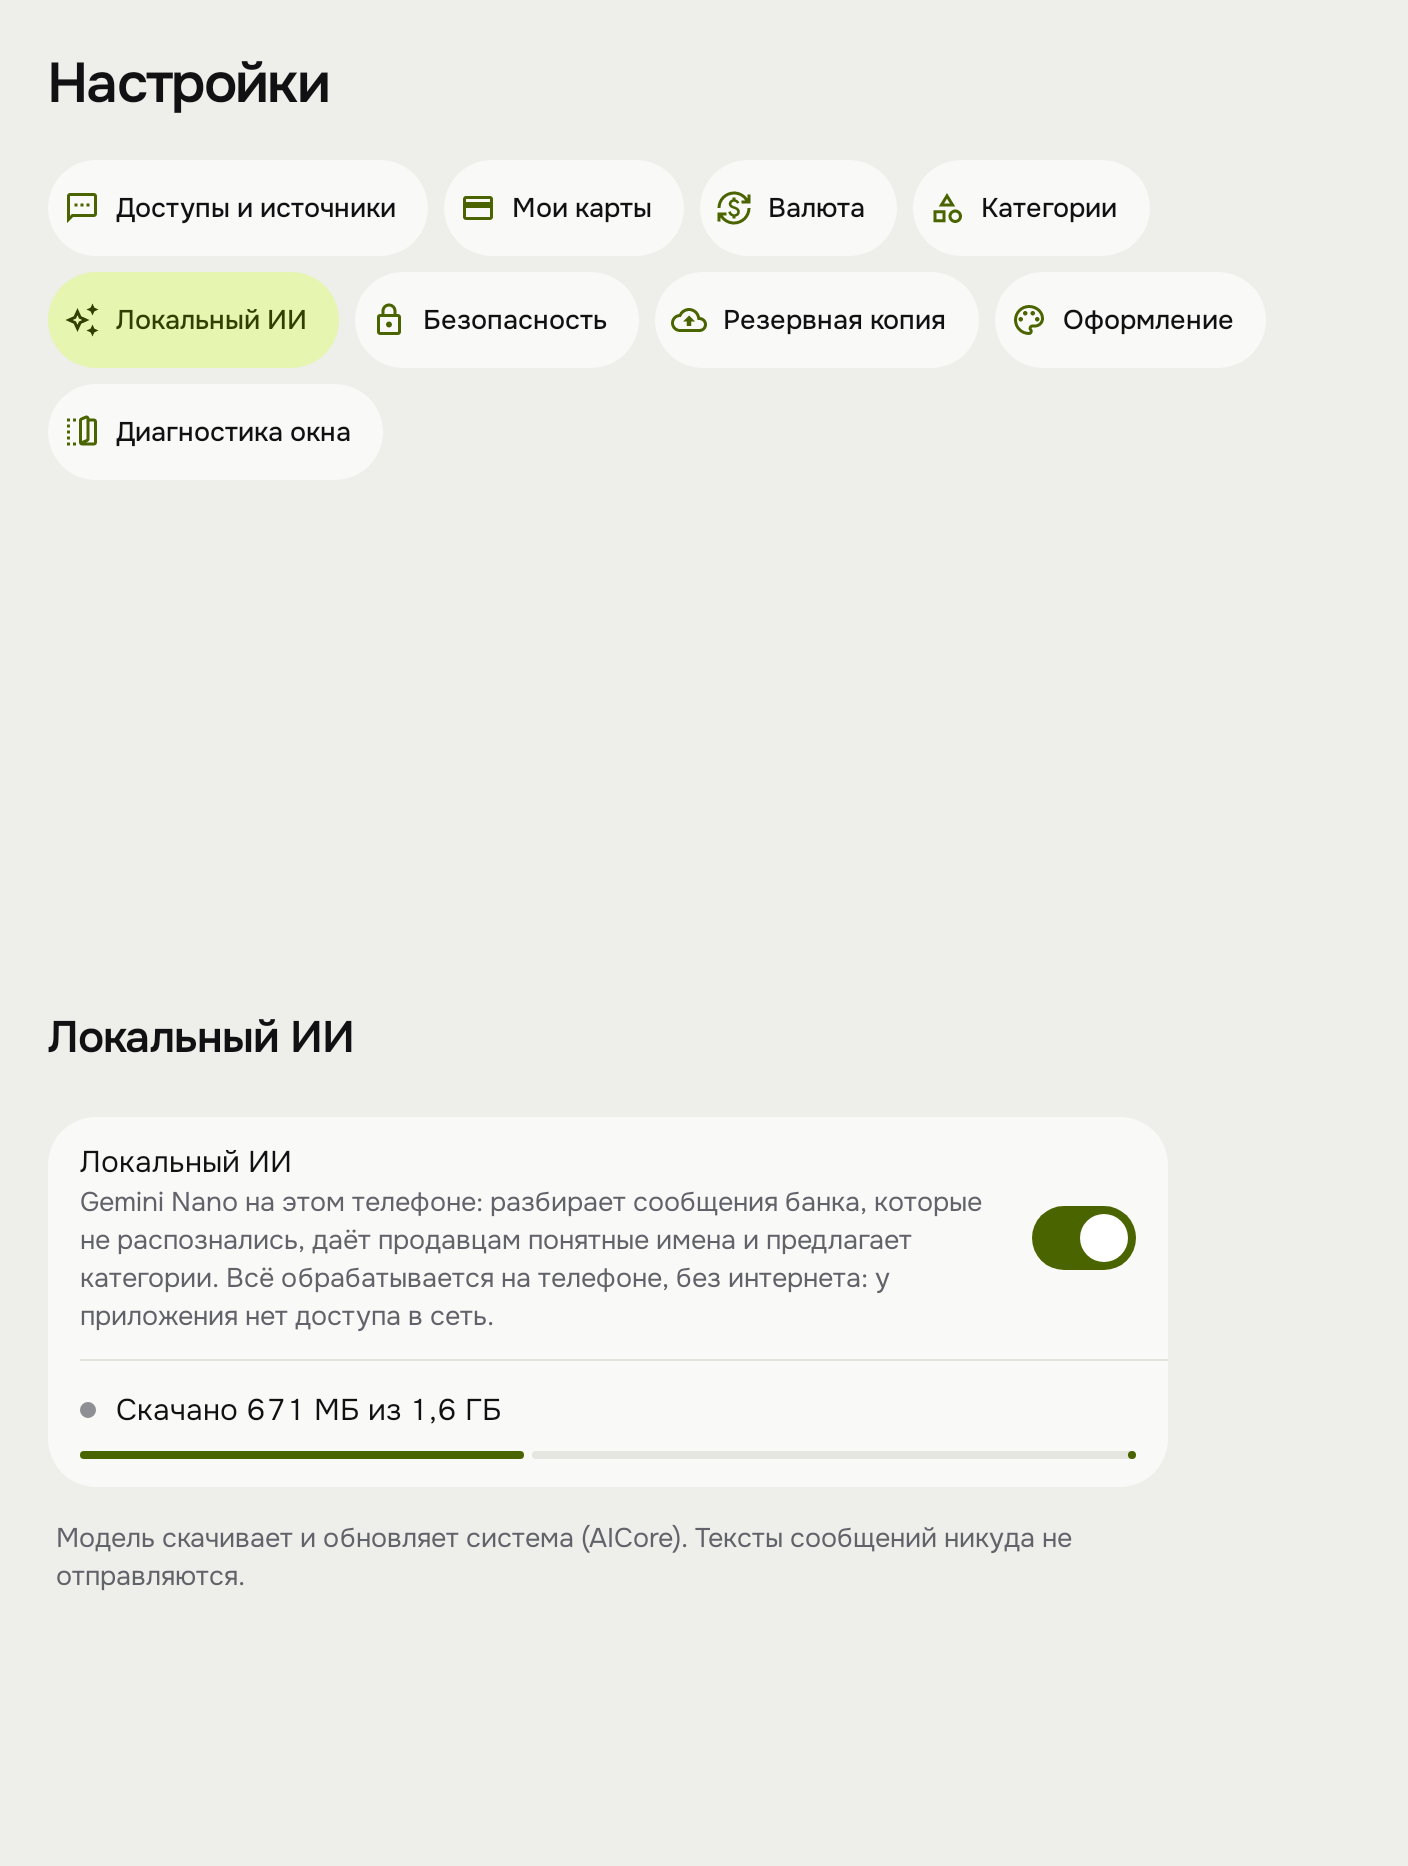 Настройки
Доступы и источники
Мои карты
Валюта
Категории
Локальный ИИ
Безопасность
Резервная копия
Оформление
Диагностика окна
Локальный ИИ
Локальный ИИ
Gemini Nano на этом телефоне: разбирает сообщения банка, которые
не распознались, даёт продавцам понятные имена и предлагает
категории. Всё обрабатывается на телефоне, без интернета: у
приложения нет доступа в сеть.
Скачано 671 МБ из 1,6 ГБ
Модель скачивает и обновляет система (AICore). Тексты сообщений никуда не
отправляются.